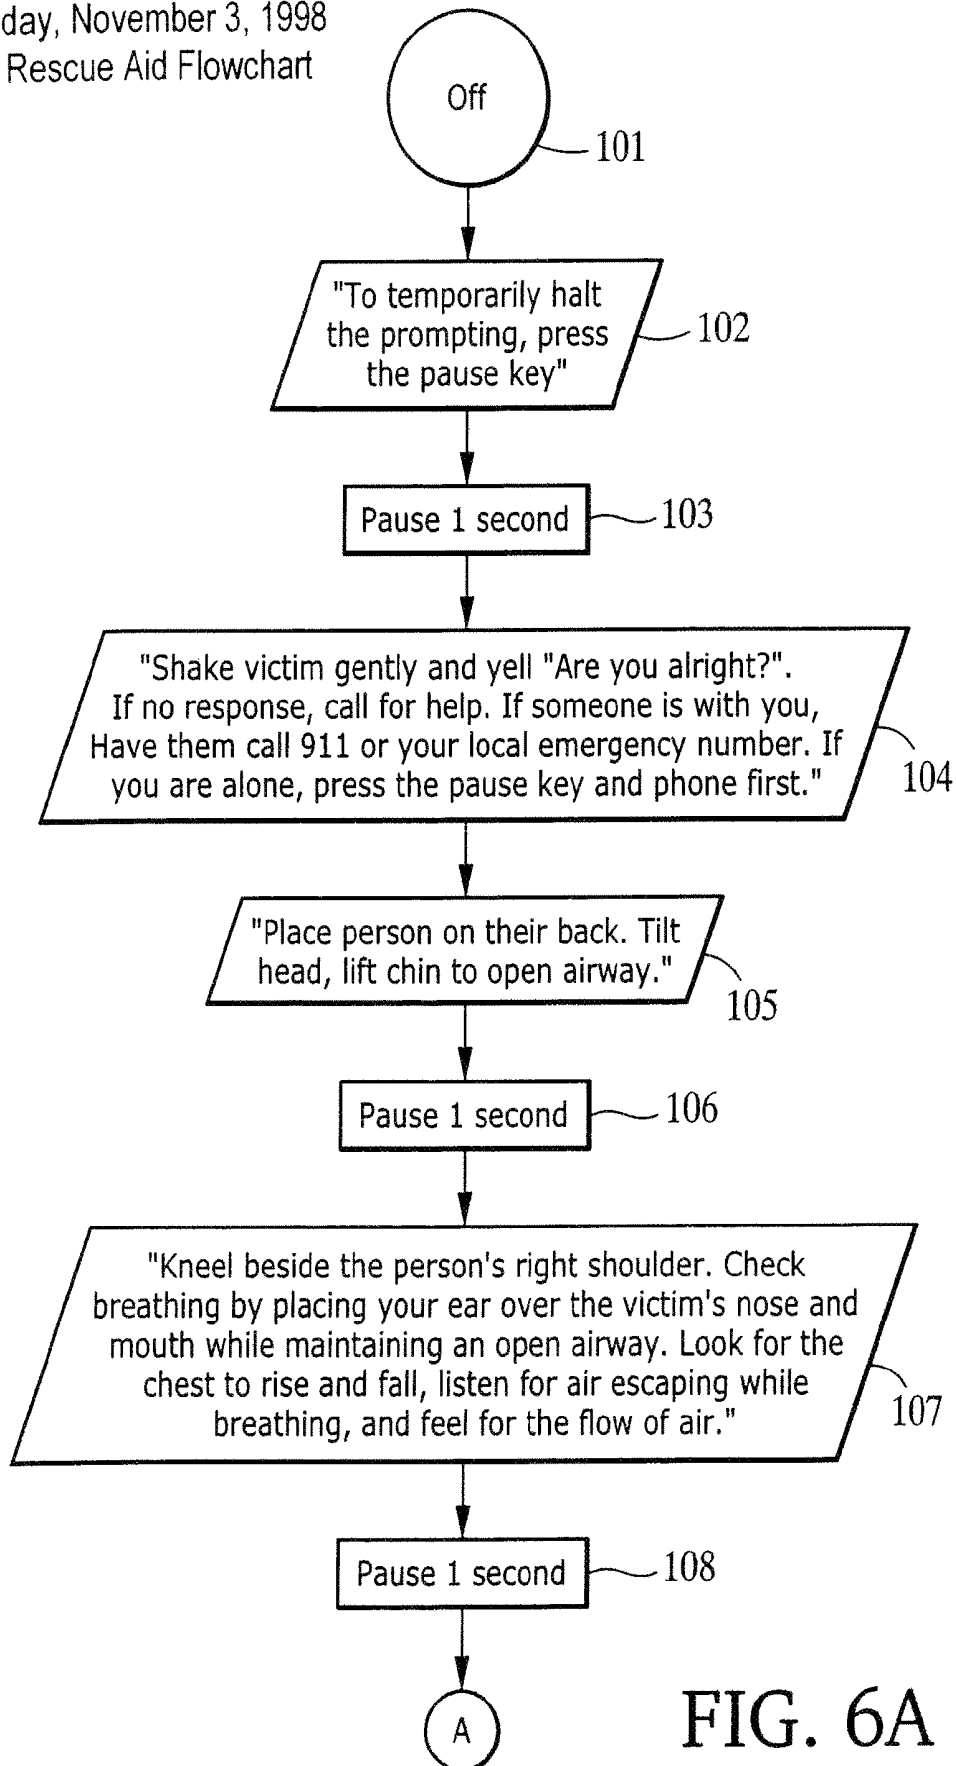 day, November 3, 1998
Rescue Aid Flowchart
Off
101
"To temporarily halt
the prompting, press
the pause key"
102
Pause 1 second
103
"Shake victim gently and yell "Are you alright?".
If no response, call for help. If someone is with you,
Have them call 911 or your local emergency number. If
you are alone, press the pause key and phone first."
104
"Place person on their back. Tilt
head, lift chin to open airway."
105
Pause 1 second
106
"Kneel beside the person's right shoulder. Check
breathing by placing your ear over the victim's nose and
mouth while maintaining an open airway. Look for the
chest to rise and fall, listen for air escaping while
breathing, and feel for the flow of air."
107
Pause 1 second
108
A
FIG. 6A